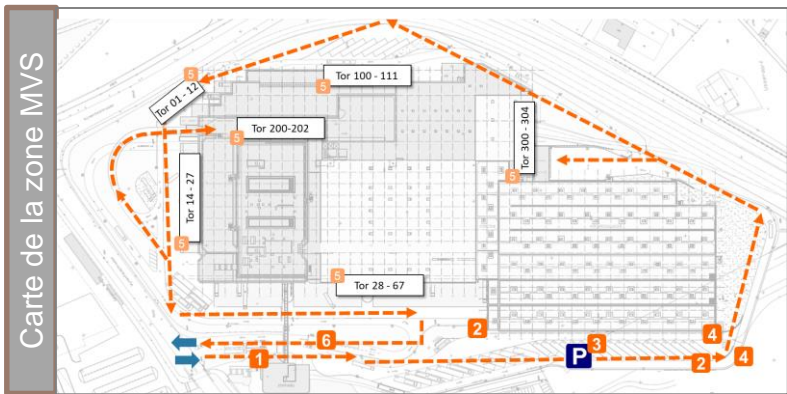 Carte de la zone MVS
5
Tor 01 - 12
5
Tor 100 - 111
5
Tor 200-202
Tor 300 - 304
5
Tor 14 - 27
5
5
Tor 28 - 67
6
2
3
4
1
P
2
4